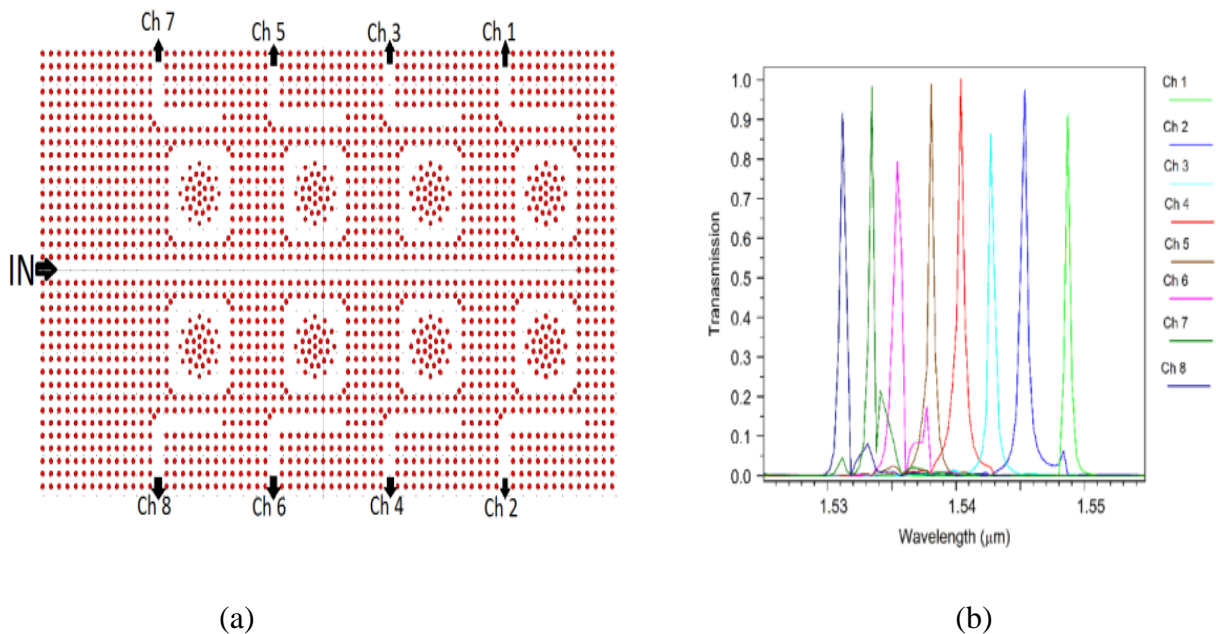 Ch 7 Ch 5 Ch 3 Ch 1
IN
Ch 8 Ch 6 Ch 4 Ch 2
(a)
1.0
0.9
0.8
0.7
0.6
0.5
0.4
0.3
0.2
0.1
0.0
Tranasmission
1.53 1.54 1.55
Wavelength (μm)
Ch 1
Ch 2
Ch 3
Ch 4
Ch 5
Ch 6
Ch 7
Ch 8
(b)